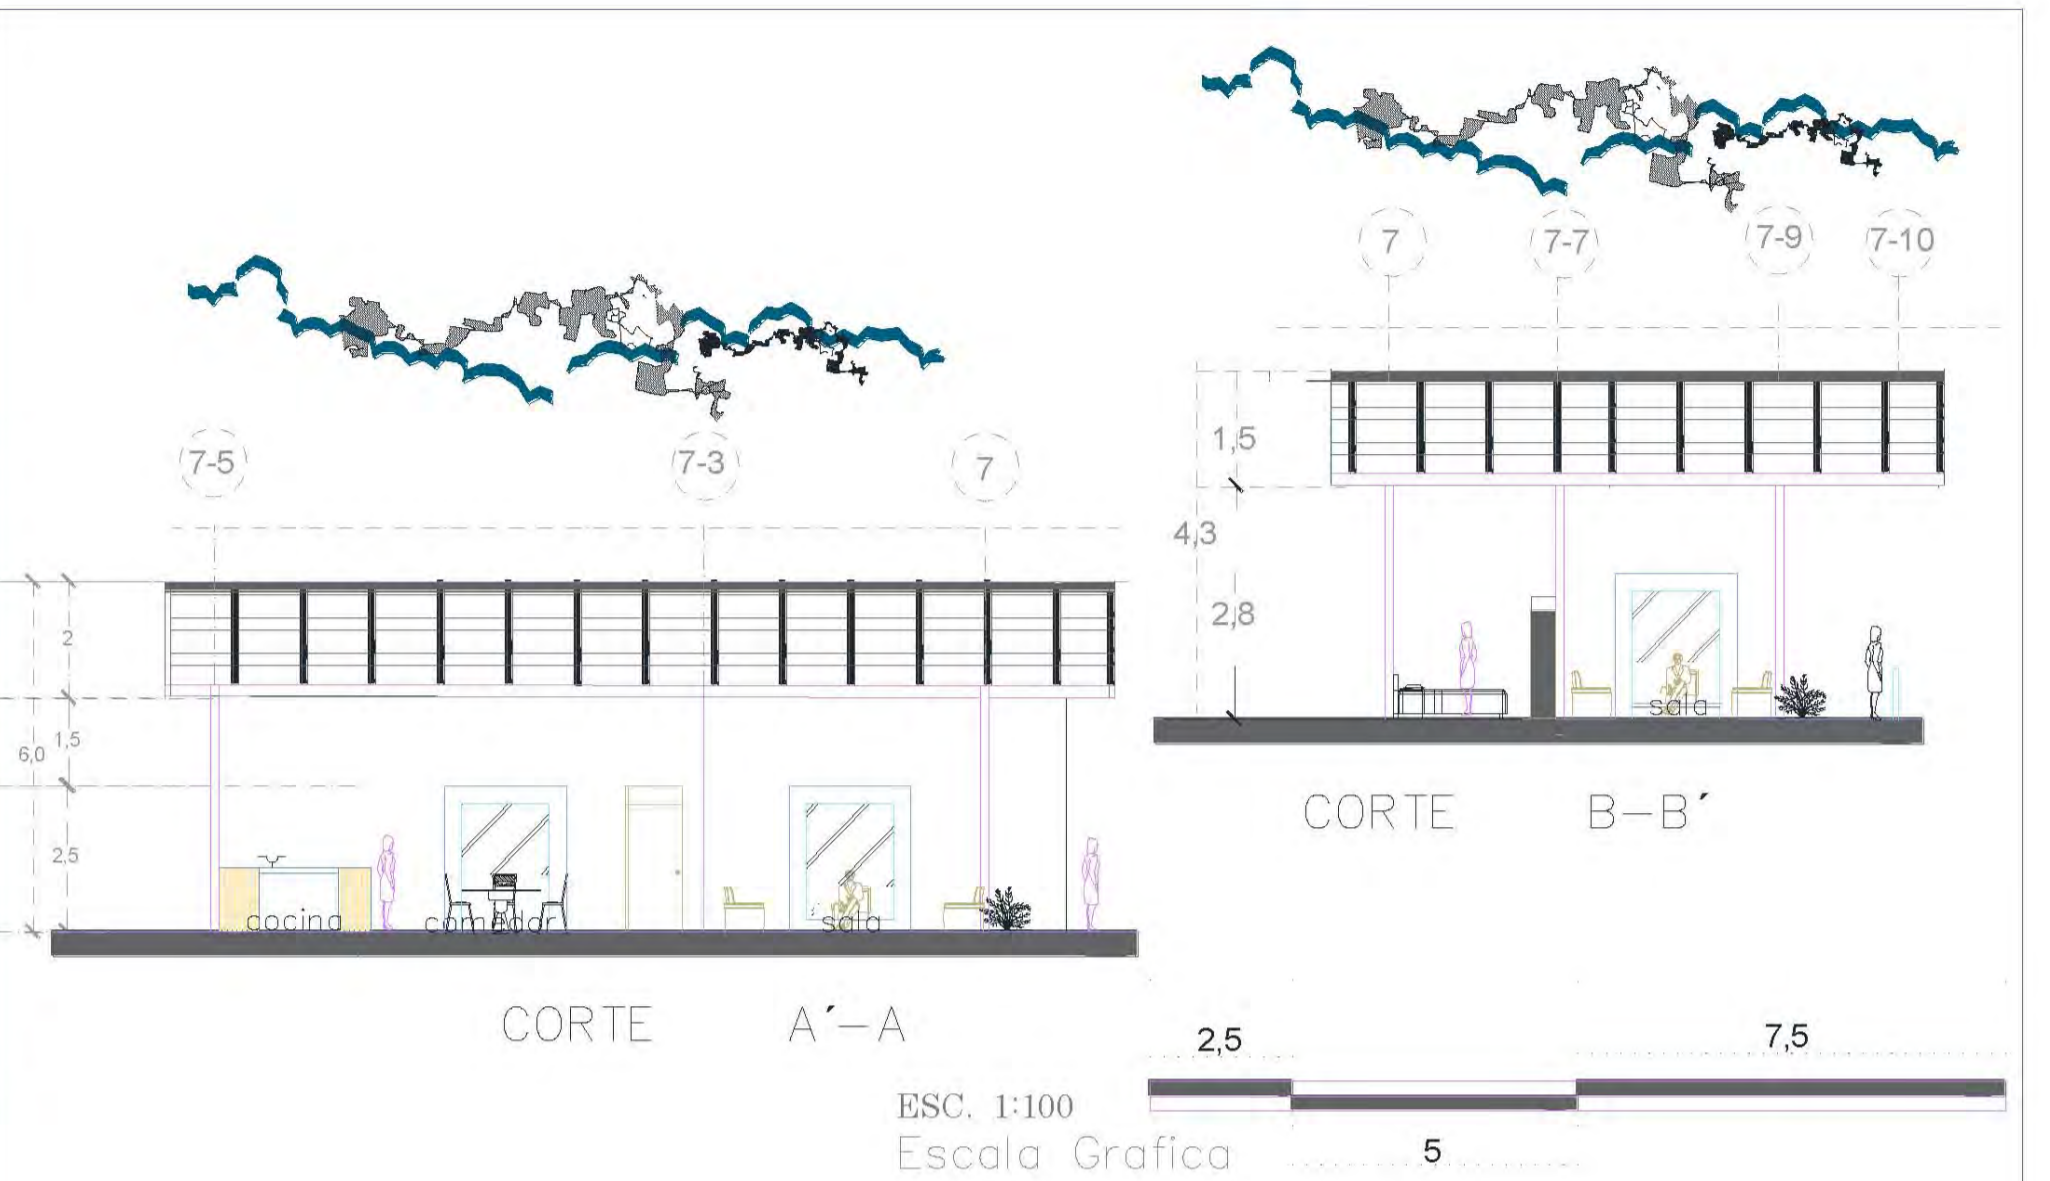 7
7-7
7-9
7-10
1,5
4,3
2,8
sala
CORTE B-B´
7-5
7-3
7
2
6,0
1,5
2,5
cocina
comedor
sala
CORTE A´-A
2,5
7,5
5
ESC. 1:100
Escala Grafica